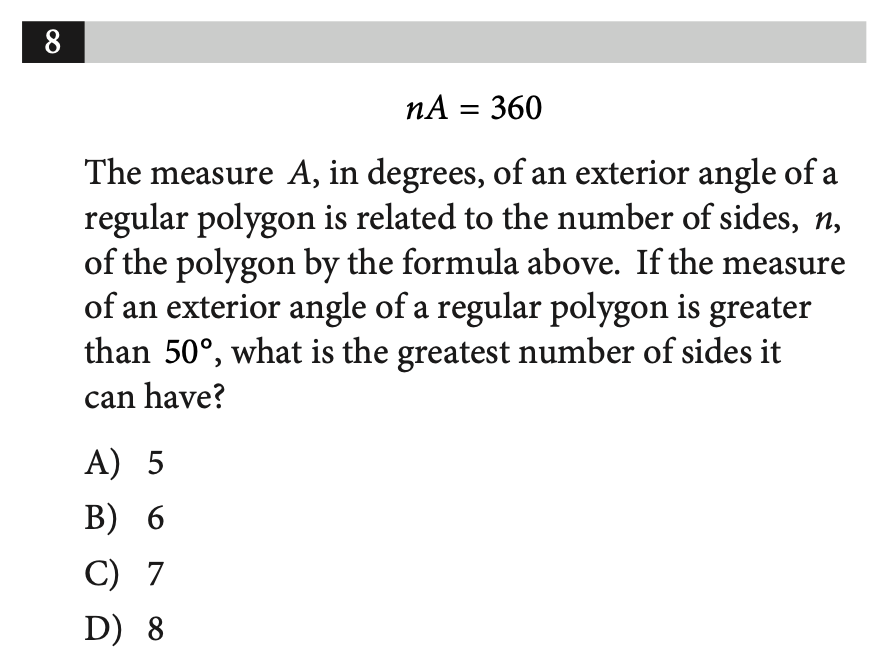 8
nA = 360
The measure A, in degrees, of an exterior angle of a
regular polygon is related to the number of sides, n,
of the polygon by the formula above. If the measure
of an exterior angle of a regular polygon is greater
than 50°, what is the greatest number of sides it
can have?
A) 5
B) 6
C) 7
D) 8